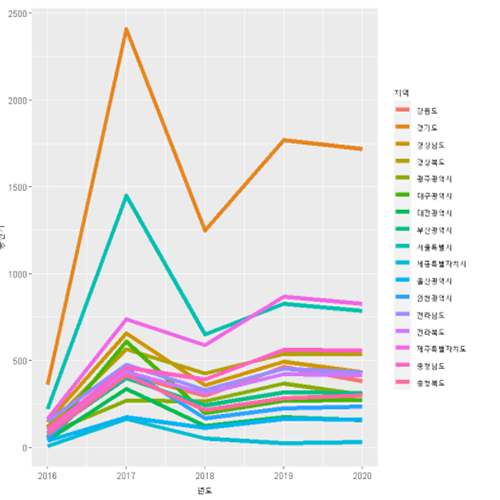 2500
2000
1500
1000
500
0
2016 2017 2018 2019 2020
년도
지역
강원도
경기도
경상남도
경상북도
광주광역시
대구광역시
대전광역시
부산광역시
서울특별시
세종특별자치시
울산광역시
인천광역시
전라남도
전라북도
제주특별자치도
충청남도
충청북도